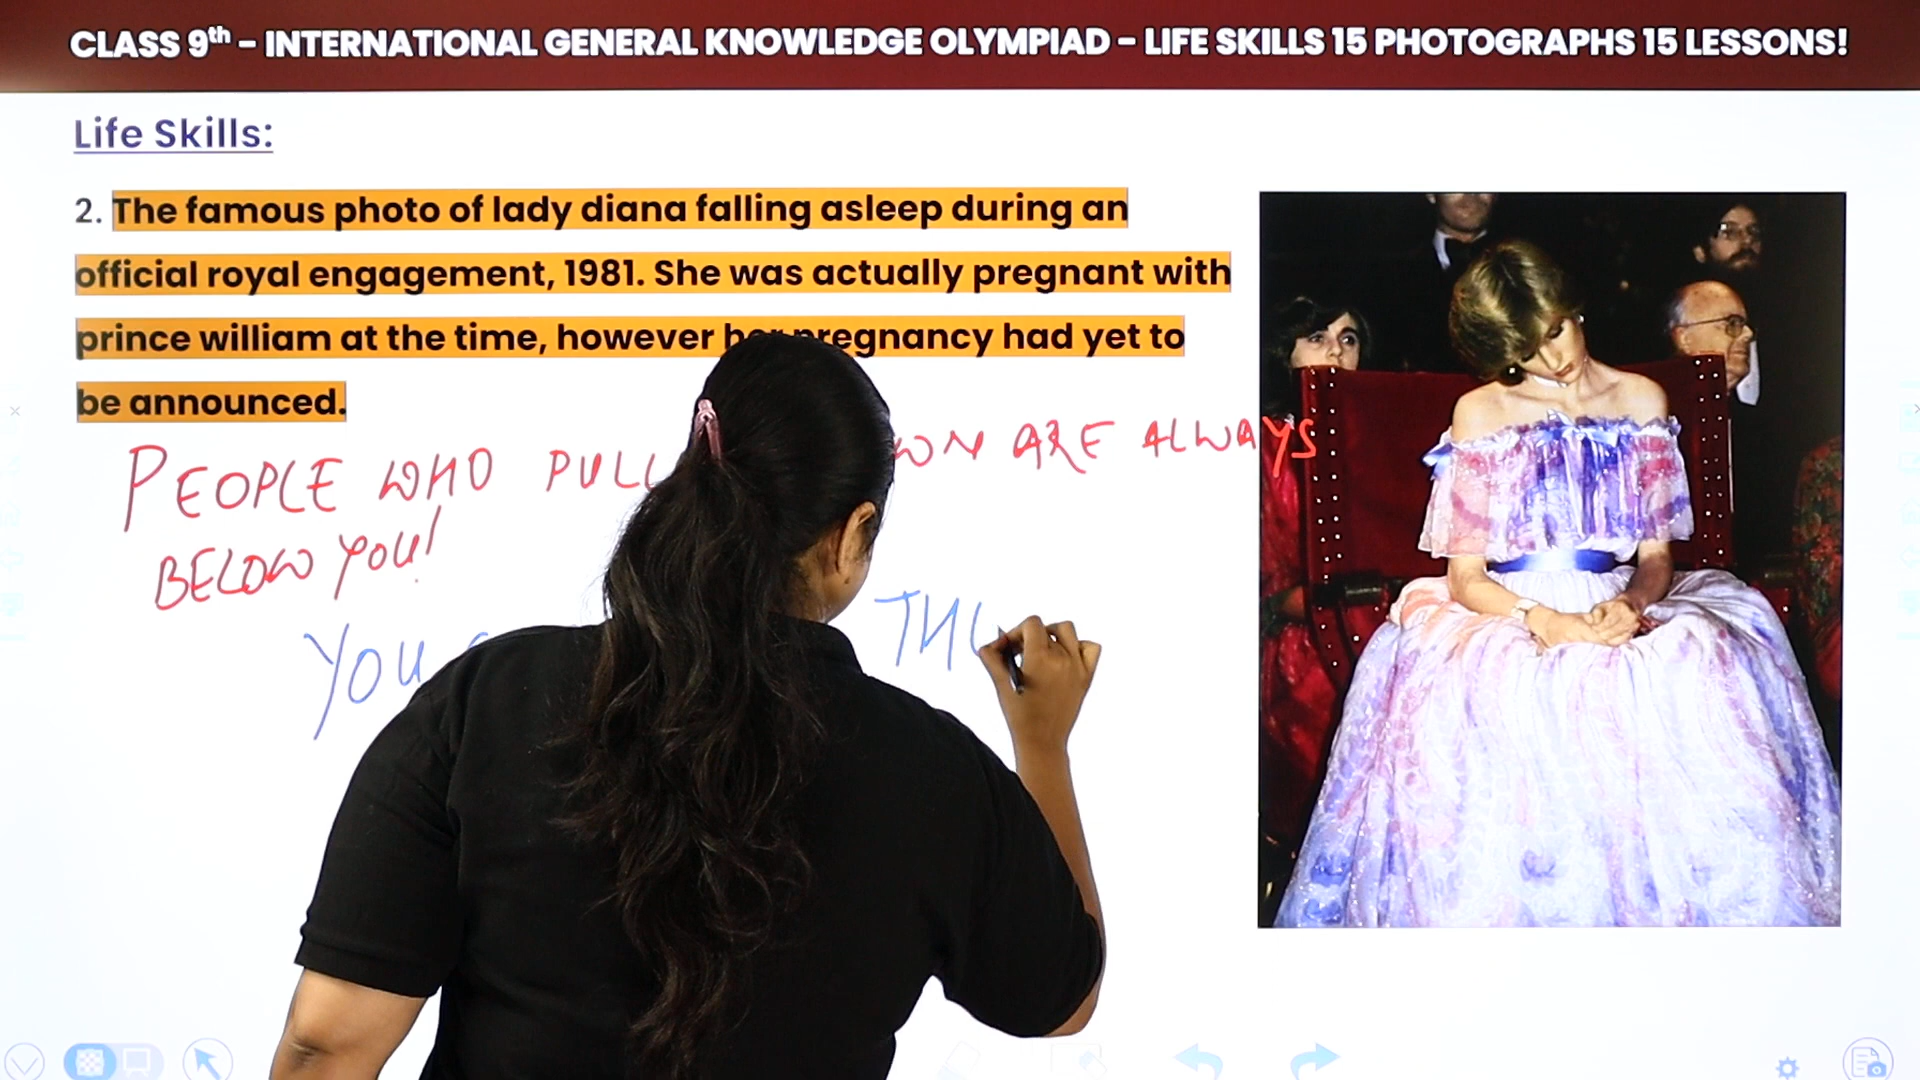 CLASS 9th - INTERNATIONAL GENERAL KNOWLEDGE OLYMPIAD - LIFE SKILLS 15 PHOTOGRAPHS 15 LESSONS!
Life Skills:
2. The famous photo of lady diana falling asleep during an
official royal engagement, 1981. She was actually pregnant with
prince william at the time, however her pregnancy had yet to
be announced.
PEOPLE WHO PULL ARE ALWAYS
BELOW YOU!
YOU